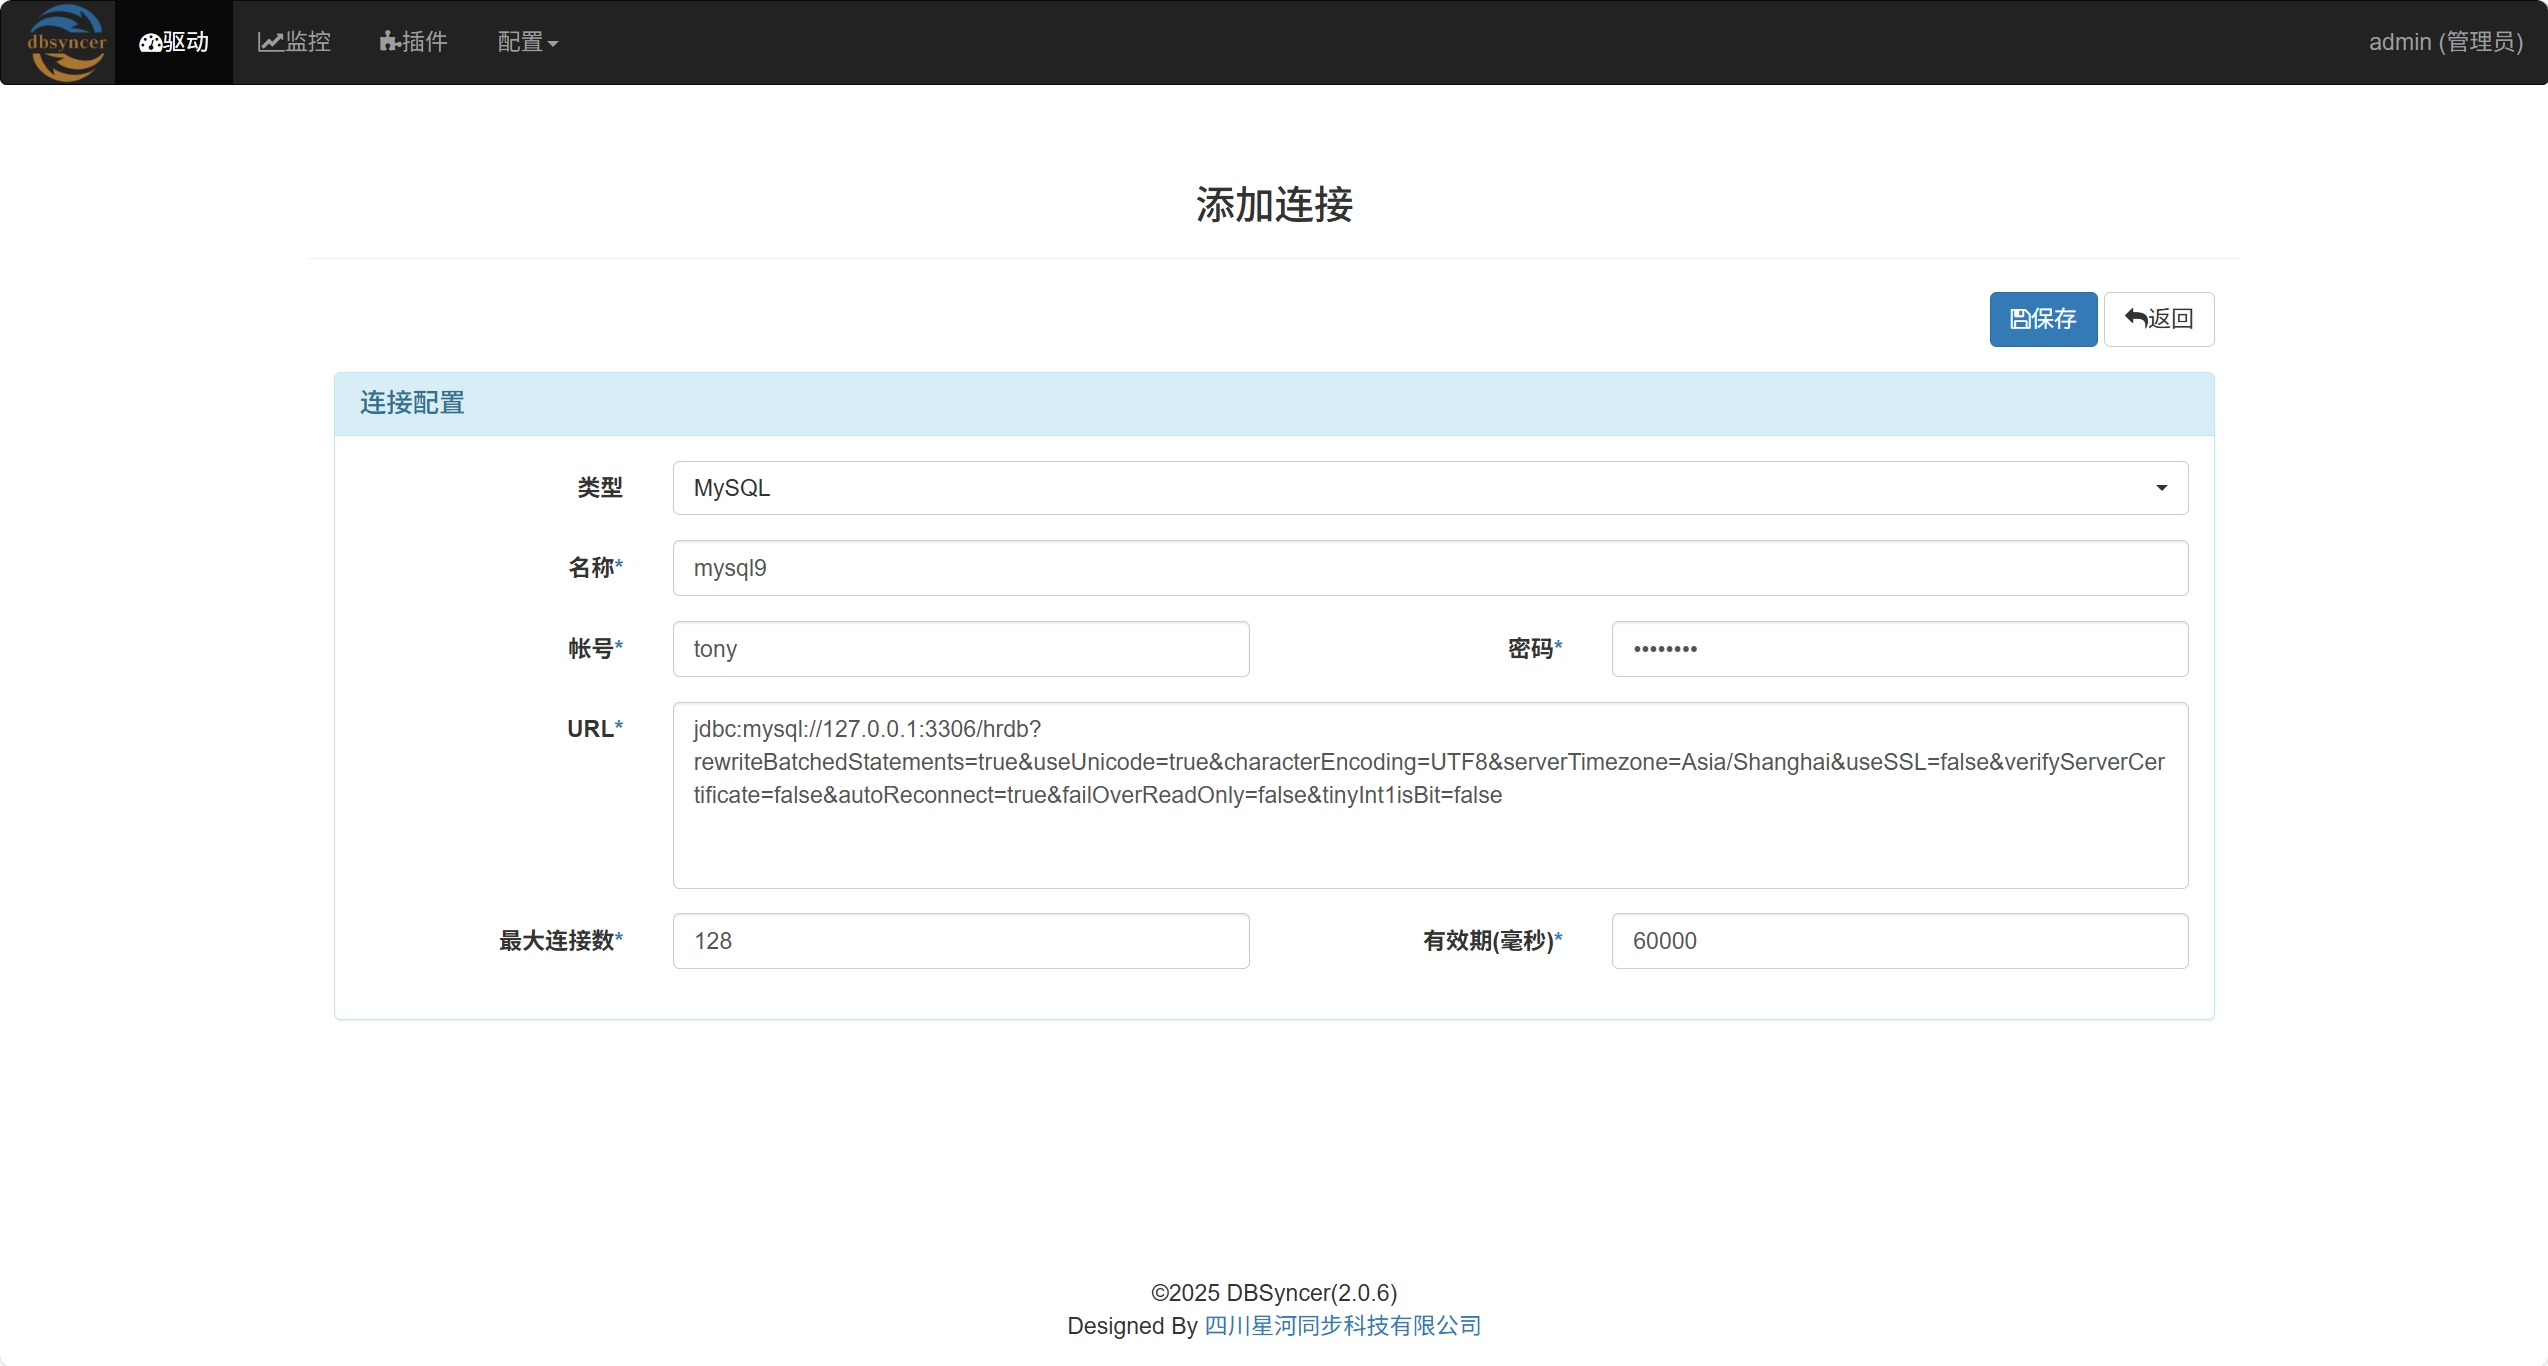 dbsyncer 驱动 监控 插件 配置 admin (管理员)
添加连接
保存 返回
连接配置
类型 MySQL
名称* mysql9
帐号* tony 密码* ••••••••
URL* jdbc:mysql://127.0.0.1:3306/hrdb?
rewriteBatchedStatements=true&useUnicode=true&characterEncoding=UTF8&serverTimezone=Asia/Shanghai&useSSL=false&verifyServerCer
tificate=false&autoReconnect=true&failOverReadOnly=false&tinyInt1isBit=false
最大连接数* 128 有效期(毫秒)* 60000
©2025 DBSyncer(2.0.6)
Designed By 四川星河同步科技有限公司